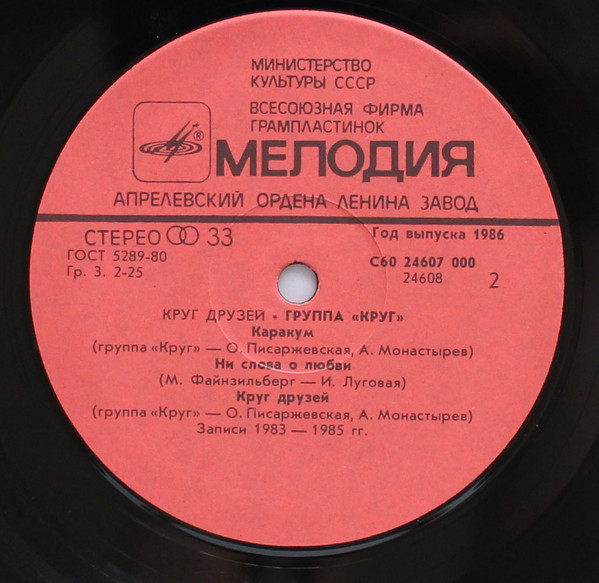 МИНИСТЕРСТВО
КУЛЬТУРЫ СССР
ВСЕСОЮЗНАЯ ФИРМА
ГРАМПЛАСТИНОК
®
МЕЛОДИЯ
АПРЕЛЕВСКИЙ ОРДЕНА ЛЕНИНА ЗАВОД
СТЕРЕО 33
ГОСТ 5289-80
Гр. 3. 2-25
Год выпуска 1986
С60 24607 000
24608 2
КРУГ ДРУЗЕЙ • ГРУППА «КРУГ»
Каракум
(группа «Круг» — О. Писаржевская, А. Монастырев)
Ни слова о любви
(М. Файнзильберг — И. Луговая)
Круг друзей
(группа «Круг» — О. Писаржевская, А. Монастырев)
Записи 1983 — 1985 гг.